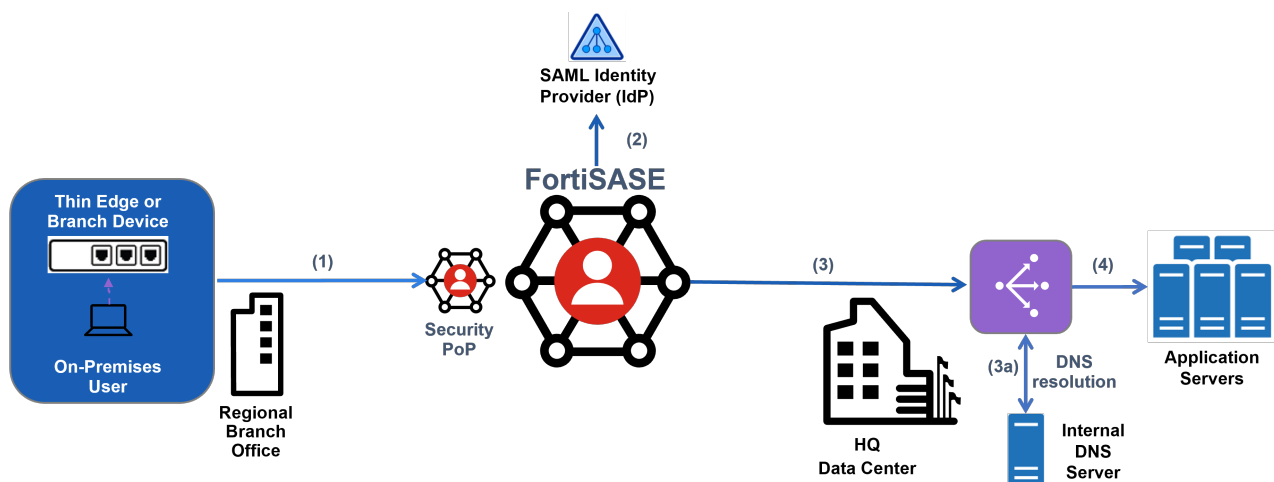 SAML Identity
Provider (IdP)
(2)
FortiSASE
Thin Edge or
Branch Device
On-Premises
User
(1)
Regional
Branch
Office
Security
PoP
(3)
HQ
Data Center
(3a)
DNS
resolution
Internal
DNS
Server
(4)
Application
Servers